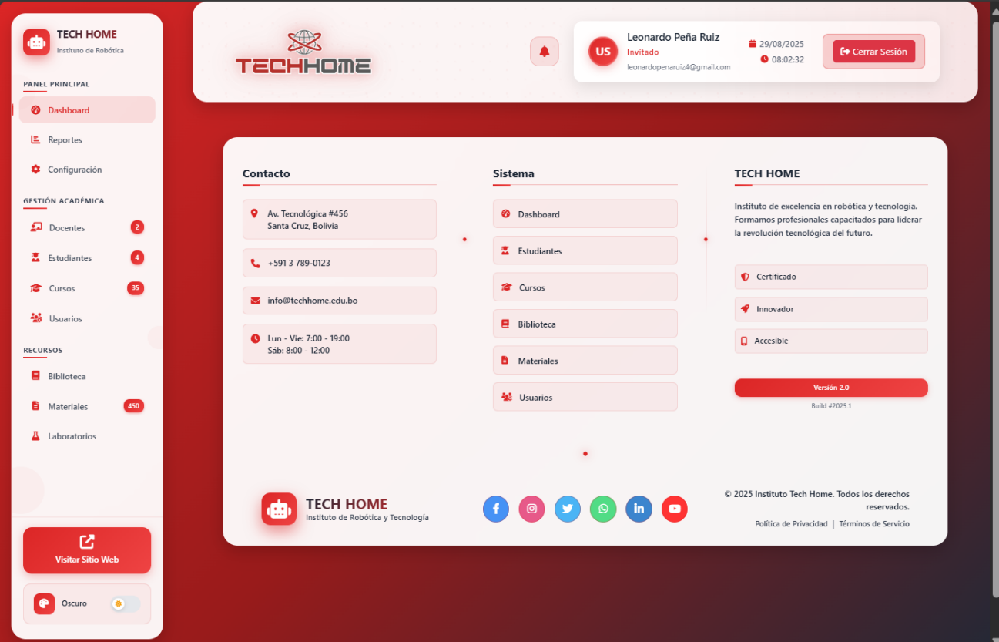 TECH HOME
Instituto de Robótica
PANEL PRINCIPAL
Dashboard
Reportes
Configuración
GESTIÓN ACADÉMICA
Docentes 2
Estudiantes 4
Cursos 35
Usuarios
RECURSOS
Biblioteca
Materiales 450
Laboratorios
Visitar Sitio Web
Oscuro
TECHHOME
US
Leonardo Peña Ruiz
Invitado
leonardopenaruiz4@gmail.com
29/08/2025
08:02:32
Cerrar Sesión
Contacto
Av. Tecnológica #456
Santa Cruz, Bolivia
+591 3 789-0123
info@techhome.edu.bo
Lun - Vie: 7:00 - 19:00
Sáb: 8:00 - 12:00
Sistema
Dashboard
Estudiantes
Cursos
Biblioteca
Materiales
Usuarios
TECH HOME
Instituto de excelencia en robótica y tecnología.
Formamos profesionales capacitados para liderar
la revolución tecnológica del futuro.
Certificado
Innovador
Accesible
Versión 2.0
Build #2025.1
TECH HOME
Instituto de Robótica y Tecnología
© 2025 Instituto Tech Home. Todos los derechos
reservados.
Política de Privacidad | Términos de Servicio